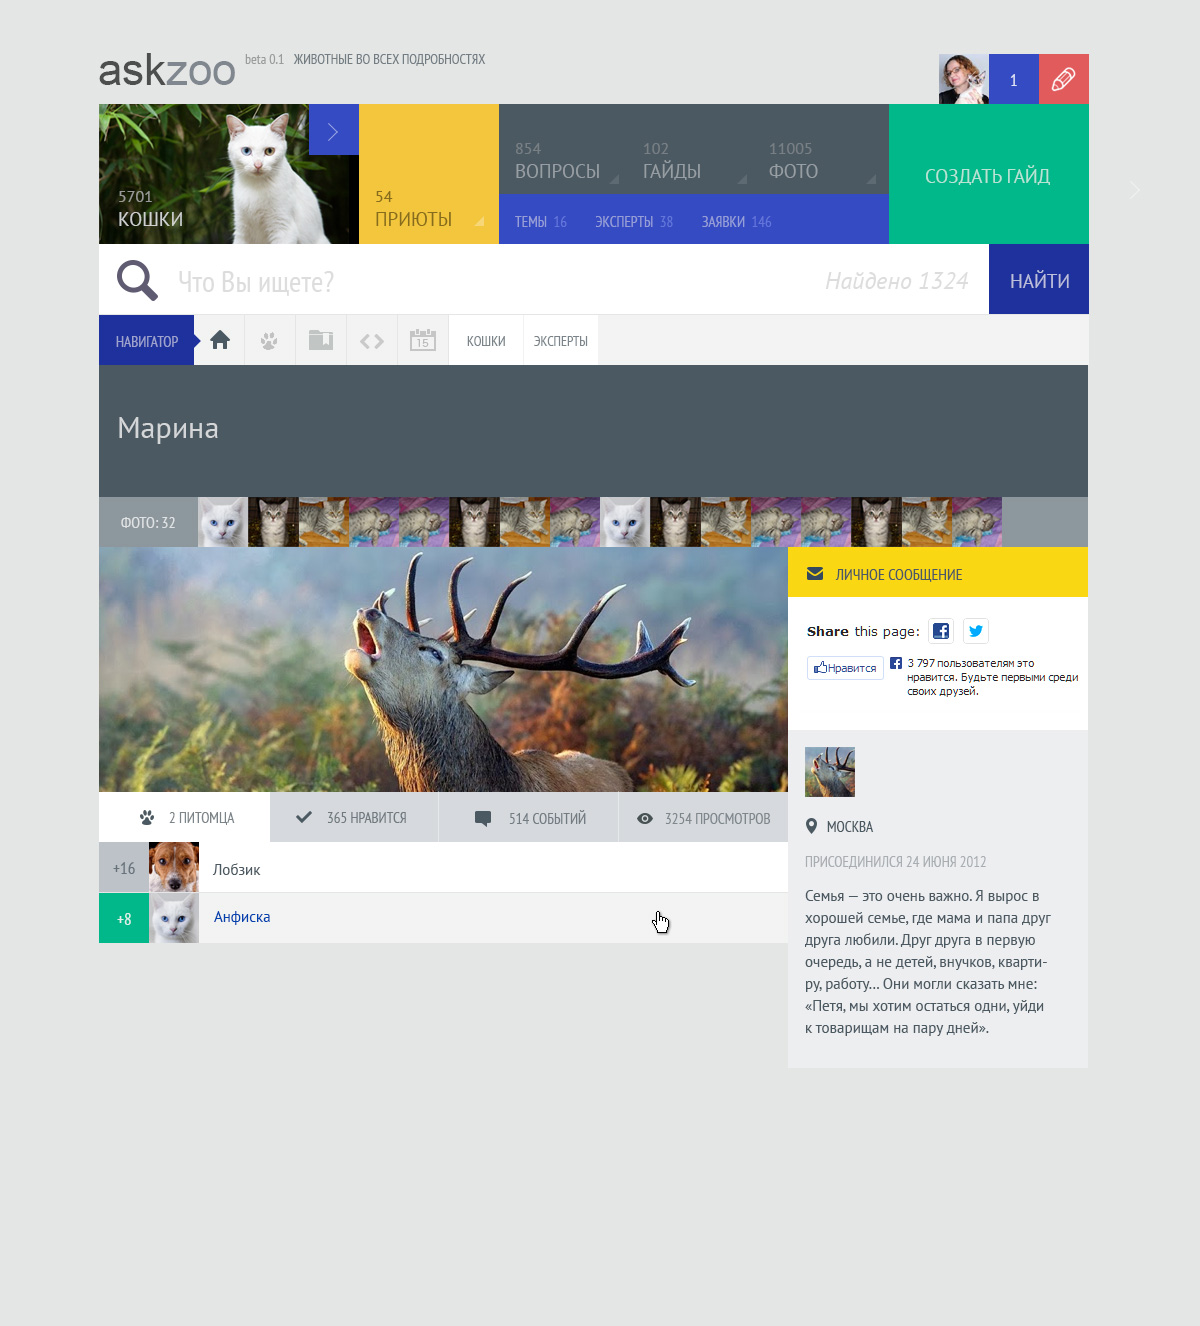 askzoo beta 0.1 ЖИВОТНЫЕ ВО ВСЕХ ПОДРОБНОСТЯХ
1
5701
КОШКИ
54
ПРИЮТЫ
854
ВОПРОСЫ
102
ГАЙДЫ
11005
ФОТО
ТЕМЫ 16 ЭКСПЕРТЫ 38 ЗАЯВКИ 146
СОЗДАТЬ ГАЙД
Что Вы ищете? Найдено 1324 НАЙТИ
НАВИГАТОР 15 КОШКИ ЭКСПЕРТЫ
Марина
ФОТО: 32
ЛИЧНОЕ СООБЩЕНИЕ
Share this page:
Нравится
3 797 пользователям это
нравится. Будьте первыми среди
своих друзей.
2 ПИТОМЦА 365 НРАВИТСЯ 514 СОБЫТИЙ 3254 ПРОСМОТРОВ
+16 Лобзик
+8 Анфиска
МОСКВА
ПРИСОЕДИНИЛСЯ 24 ИЮНЯ 2012
Семья — это очень важно. Я вырос в
хорошей семье, где мама и папа друг
друга любили. Друг друга в первую
очередь, а не детей, внучков, кварти-
ру, работу... Они могли сказать мне:
«Петя, мы хотим остаться одни, уйди
к товарищам на пару дней».